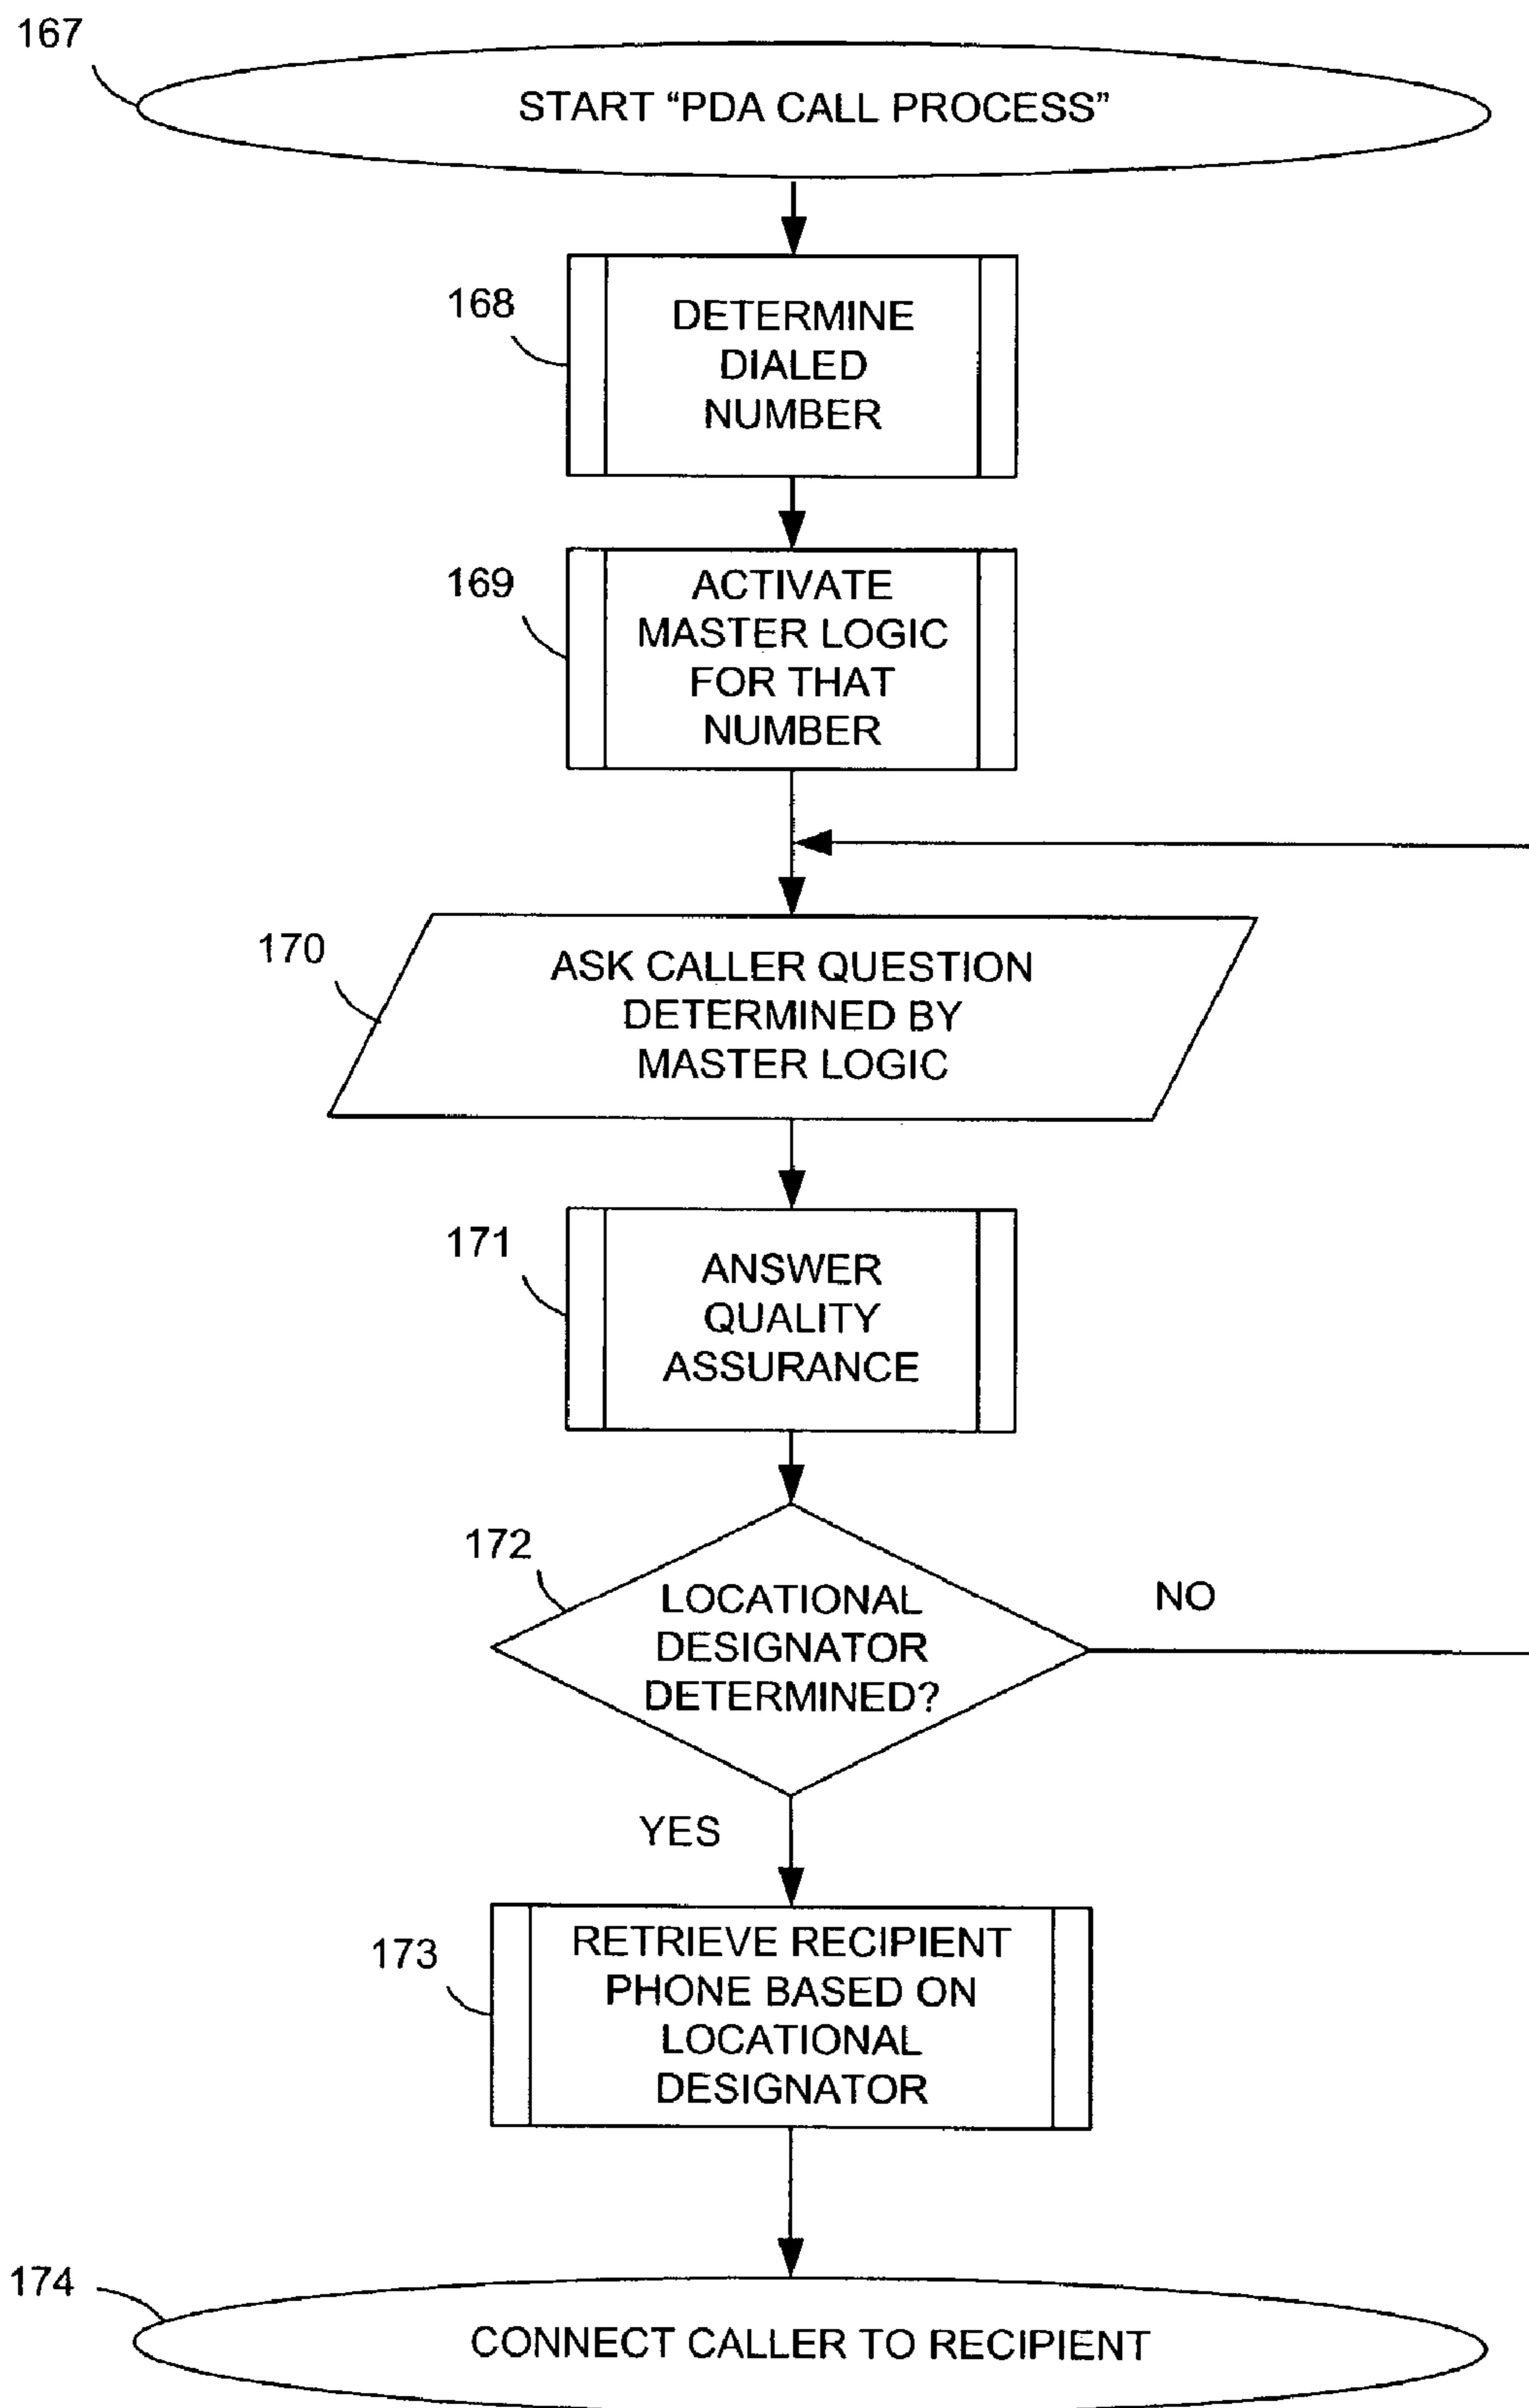 167
START “PDA CALL PROCESS”
168
DETERMINE
DIALED
NUMBER
169
ACTIVATE
MASTER LOGIC
FOR THAT
NUMBER
170
ASK CALLER QUESTION
DETERMINED BY
MASTER LOGIC
171
ANSWER
QUALITY
ASSURANCE
172
LOCATIONAL
DESIGNATOR
DETERMINED?
NO
YES
173
RETRIEVE RECIPIENT
PHONE BASED ON
LOCATIONAL
DESIGNATOR
174
CONNECT CALLER TO RECIPIENT